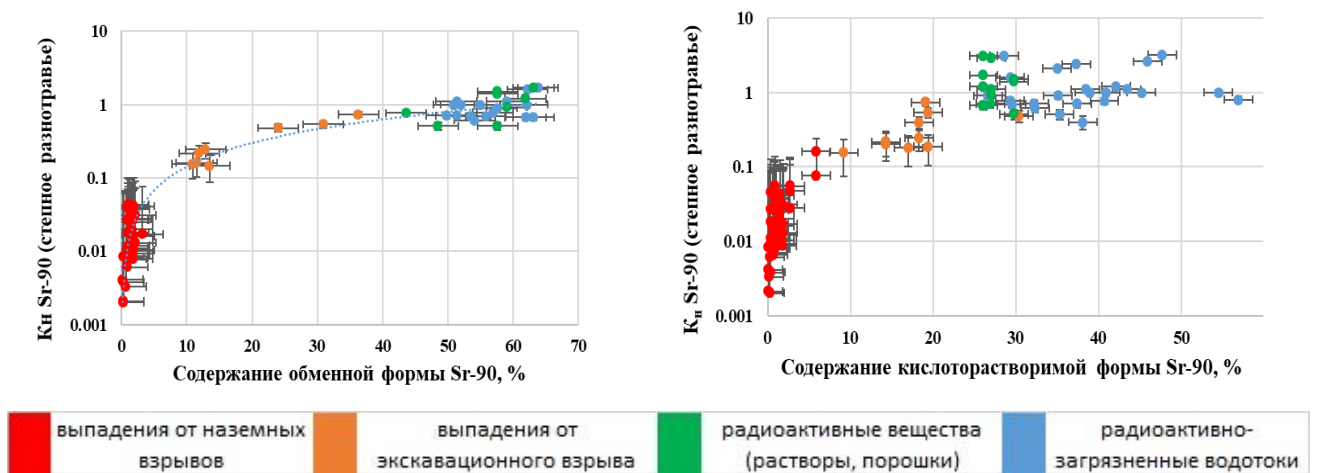 Кн Sr-90 (степное разнотравье)
10
1
0.1
0.01
0.001
0 10 20 30 40 50 60 70
Содержание обменной формы Sr-90, %
Кн Sr-90 (степное разнотравье)
10
1
0.1
0.01
0.001
0 10 20 30 40 50
Содержание кислоторастворимой формы Sr-90, %
выпадения от наземных
взрывов
выпадения от
экскавационного взрыва
радиоактивные вещества
(растворы, порошки)
радиоактивно-
загрязненные водотоки